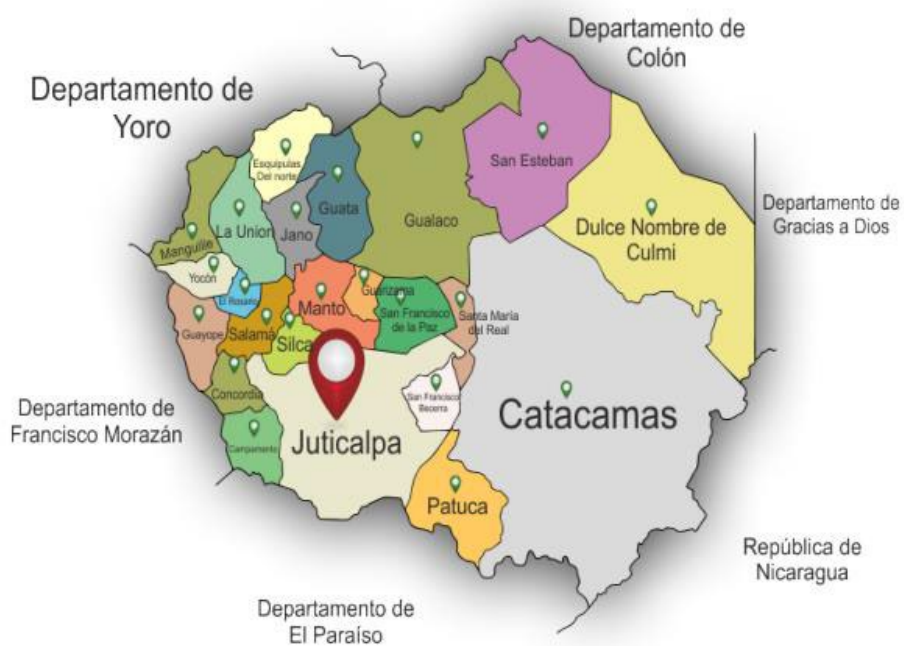 Departamento de
Colón
Departamento de
Yoro
Esquipulas
Del norte
San Esteban
Guata
Departamento de
Gracias a Dios
La Union
Jano
Gualaco
Dulce Nombre de
Culmi
Manguille
Yocón
El Rosario
Manto
Guarizama
San Francisco
de la Paz
Santa María
del Real
Guayope
Salamá
Silca
Concordia
San Francisco
Becerra
Departamento de
Francisco Morazán
Catacamas
Juticalpa
Campamento
Patuca
República de
Nicaragua
Departamento de
El Paraíso